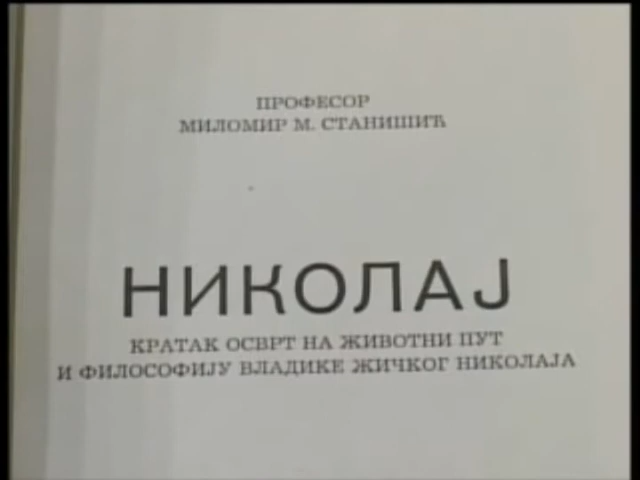 ПРОФЕСОР
МИЛОМИР М. СТАНИШИЋ
НИКОЛАЈ
КРАТАК ОСВРТ НА ЖИВОТНИ ПУТ
И ФИЛОСОФИЈУ ВЛАДИКЕ ЖИЧКОГ НИКОЛАЈА